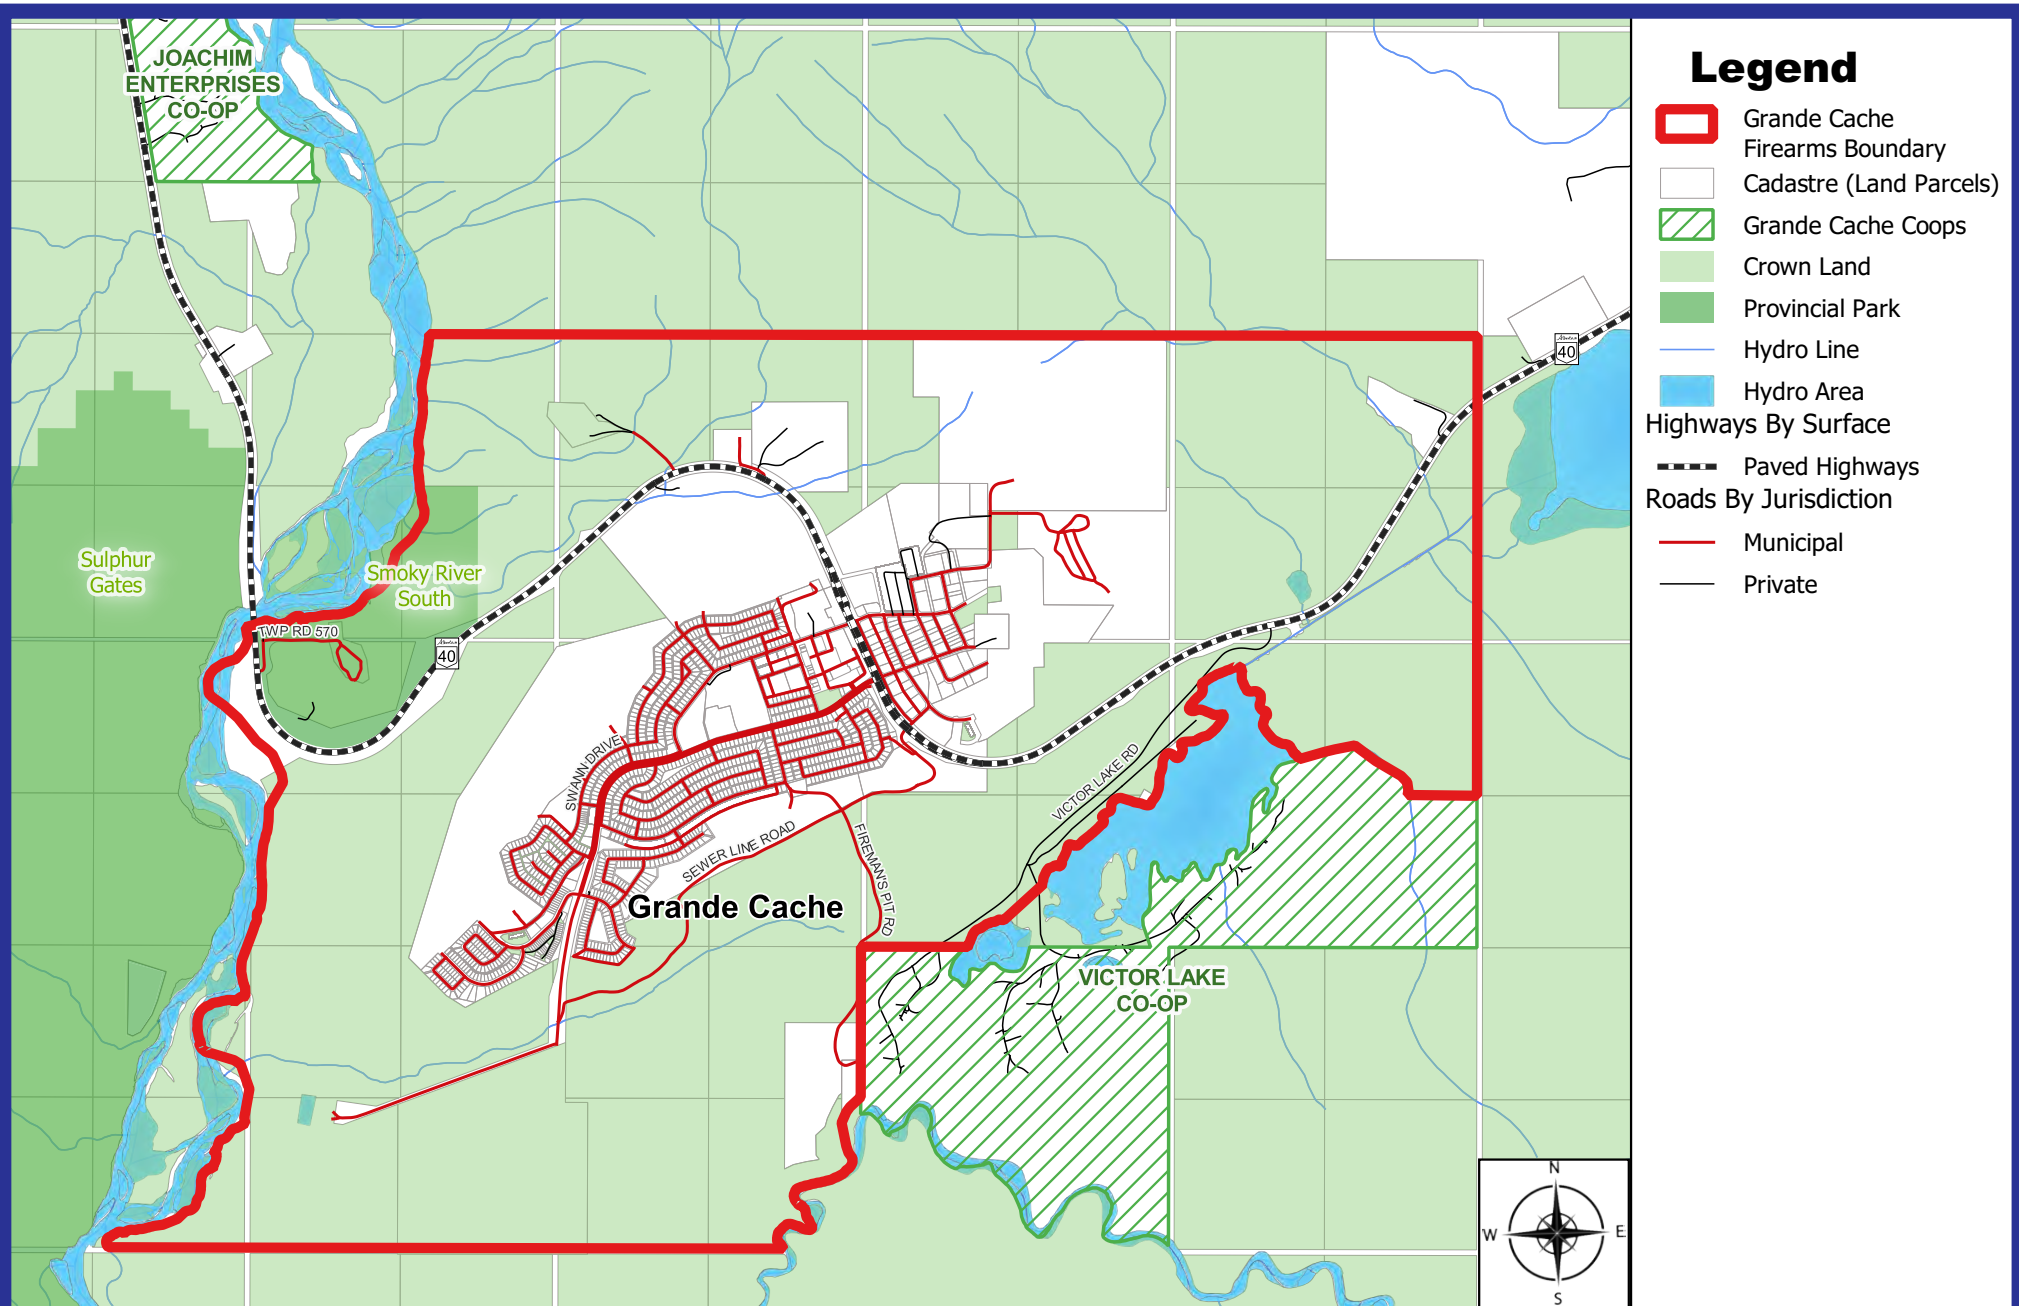 JOACHIM
ENTERPRISES
CO-OP
Sulphur
Gates
Smoky River
South
TWP RD 570
40
40
SWANN DRIVE
SEWER LINE ROAD
FIREMAN'S PIT RD
VICTOR LAKE RD
Grande Cache
VICTOR LAKE
CO-OP
Legend
Grande Cache
Firearms Boundary
Cadastre (Land Parcels)
Grande Cache Coops
Crown Land
Provincial Park
Hydro Line
Hydro Area
Highways By Surface
Paved Highways
Roads By Jurisdiction
Municipal
Private
N
W
E
S